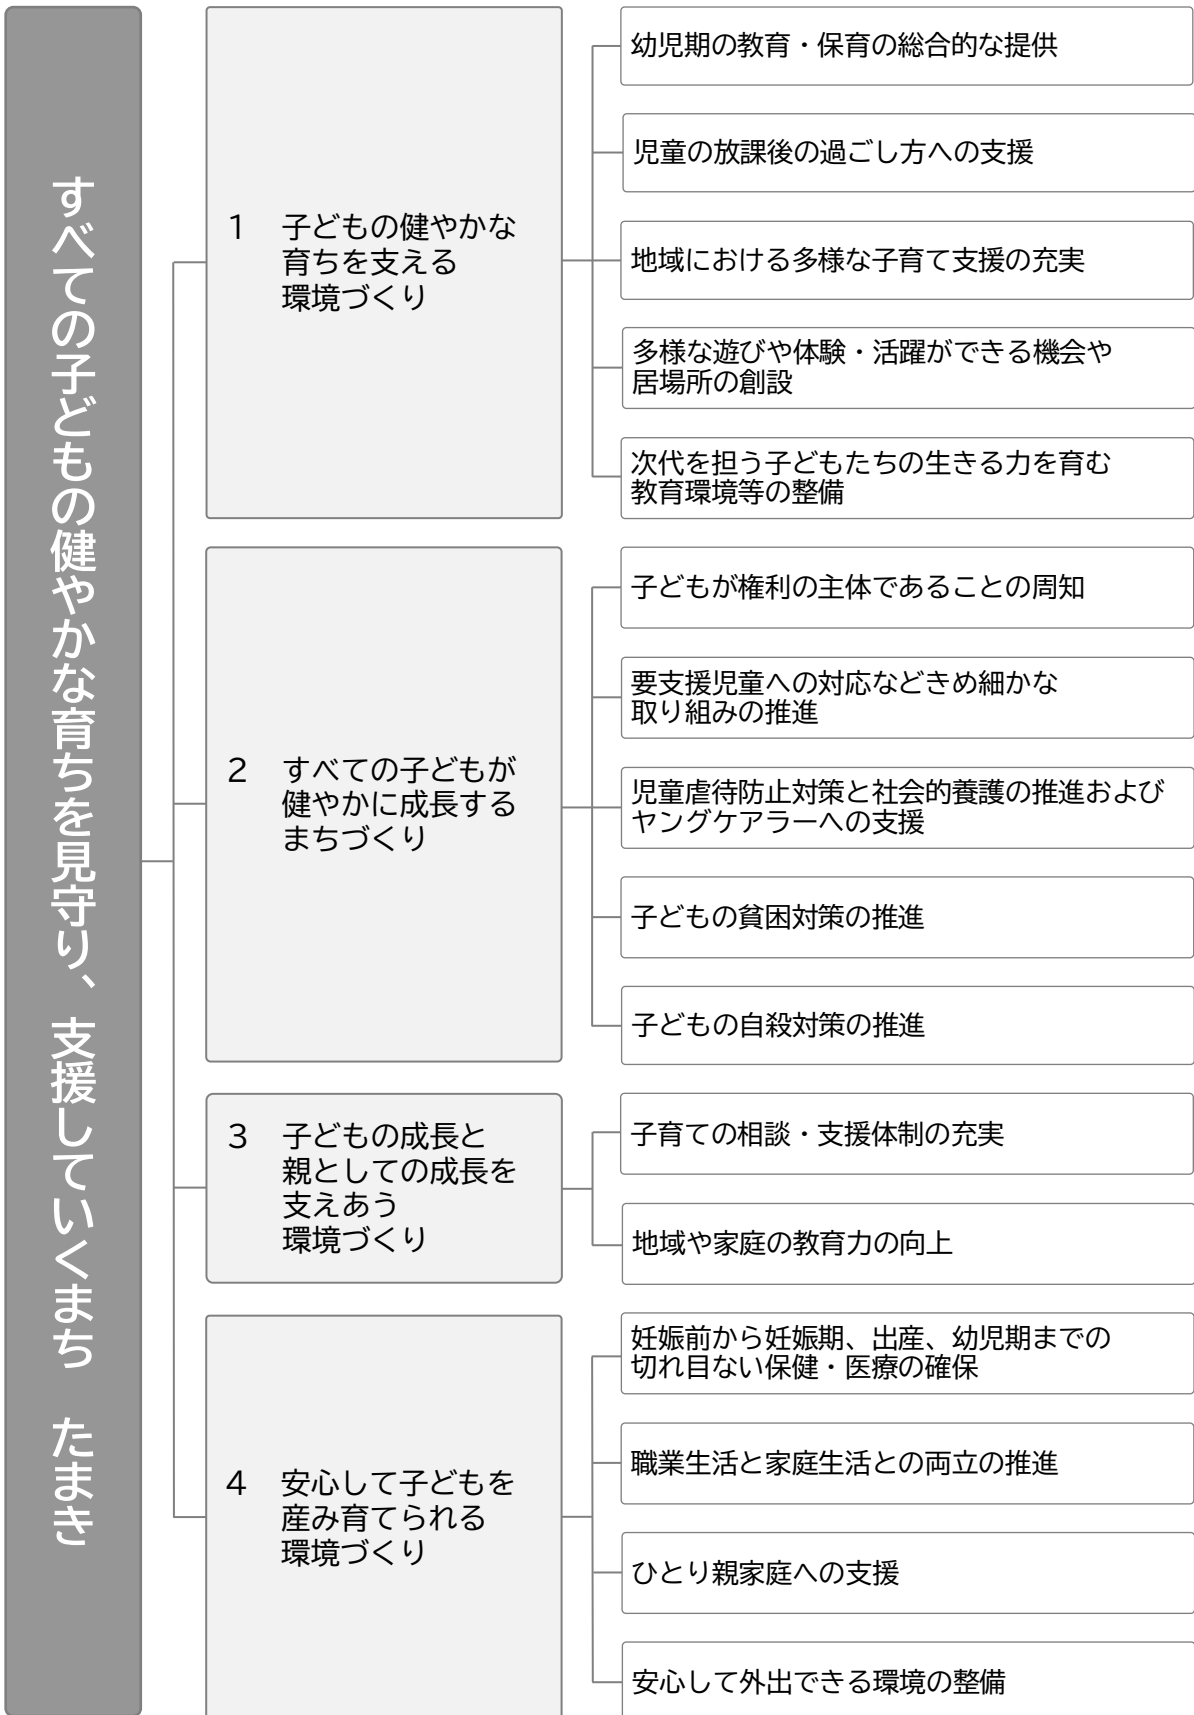 すべての子どもの健やかな育ちを見守り、支援していくまち　たまき
1　子どもの健やかな
育ちを支える
環境づくり
幼児期の教育・保育の総合的な提供
児童の放課後の過ごし方への支援
地域における多様な子育て支援の充実
多様な遊びや体験・活躍ができる機会や
居場所の創設
次代を担う子どもたちの生きる力を育む
教育環境等の整備
2　すべての子どもが
健やかに成長する
まちづくり
子どもが権利の主体であることの周知
要支援児童への対応などきめ細かな
取り組みの推進
児童虐待防止対策と社会的養護の推進および
ヤングケアラーへの支援
子どもの貧困対策の推進
子どもの自殺対策の推進
3　子どもの成長と
親としての成長を
支えあう
環境づくり
子育ての相談・支援体制の充実
地域や家庭の教育力の向上
4　安心して子どもを
産み育てられる
環境づくり
妊娠前から妊娠期、出産、幼児期までの
切れ目ない保健・医療の確保
職業生活と家庭生活との両立の推進
ひとり親家庭への支援
安心して外出できる環境の整備